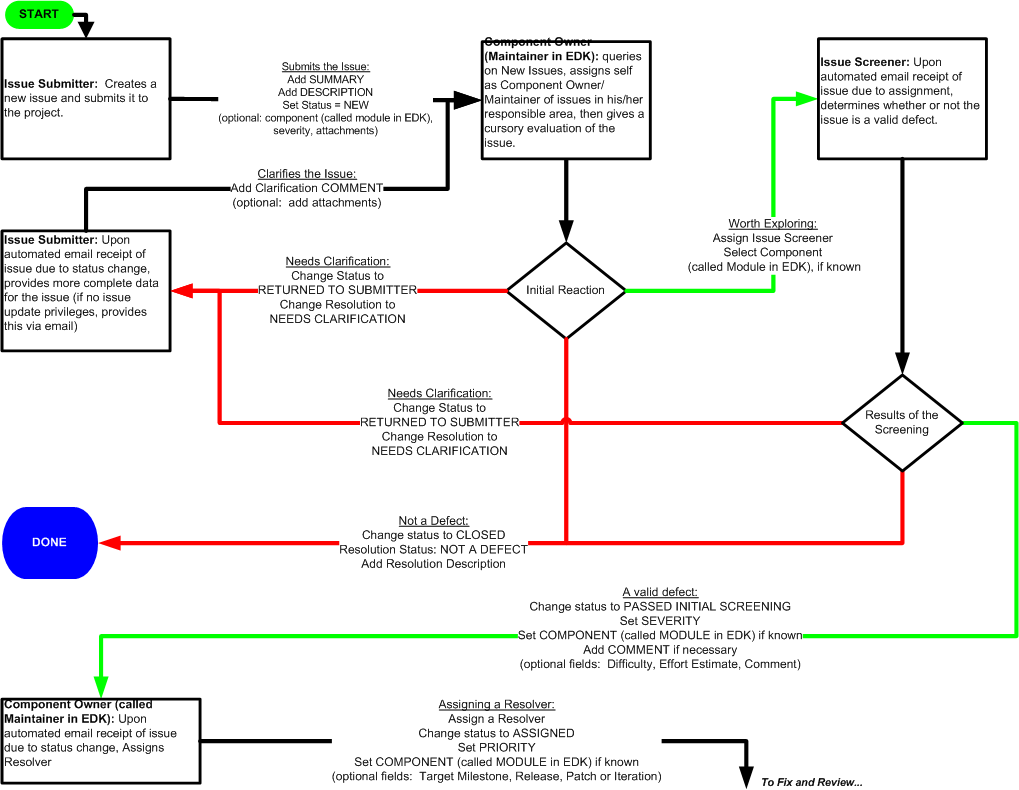 START
Issue Submitter: Creates a
new issue and submits it to
the project.
Submits the Issue:
Add SUMMARY
Add DESCRIPTION
Set Status = NEW
(optional: component (called module in EDK),
severity, attachments)
Component Owner
(Maintainer in EDK): queries
on New Issues, assigns self
as Component Owner/
Maintainer of issues in his/her
responsible area, then gives a
cursory evaluation of the
issue.
Issue Screener: Upon
automated email receipt of
issue due to assignment,
determines whether or not the
issue is a valid defect.
Clarifies the Issue:
Add Clarification COMMENT
(optional: add attachments)
Issue Submitter: Upon
automated email receipt of
issue due to status change,
provides more complete data
for the issue (if no issue
update privileges, provides
this via email)
Needs Clarification:
Change Status to
RETURNED TO SUBMITTER
Change Resolution to
NEEDS CLARIFICATION
Initial Reaction
Worth Exploring:
Assign Issue Screener
Select Component
(called Module in EDK), if known
Needs Clarification:
Change Status to
RETURNED TO SUBMITTER
Change Resolution to
NEEDS CLARIFICATION
Results of the
Screening
DONE
Not a Defect:
Change status to CLOSED
Resolution Status: NOT A DEFECT
Add Resolution Description
A valid defect:
Change status to PASSED INITIAL SCREENING
Set SEVERITY
Set COMPONENT (called MODULE in EDK) if known
Add COMMENT if necessary
(optional fields: Difficulty, Effort Estimate, Comment)
Component Owner (called
Maintainer in EDK): Upon
automated email receipt of issue
due to status change, Assigns
Resolver
Assigning a Resolver:
Assign a Resolver
Change status to ASSIGNED
Set PRIORITY
Set COMPONENT (called MODULE in EDK) if known
(optional fields: Target Milestone, Release, Patch or Iteration)
To Fix and Review...